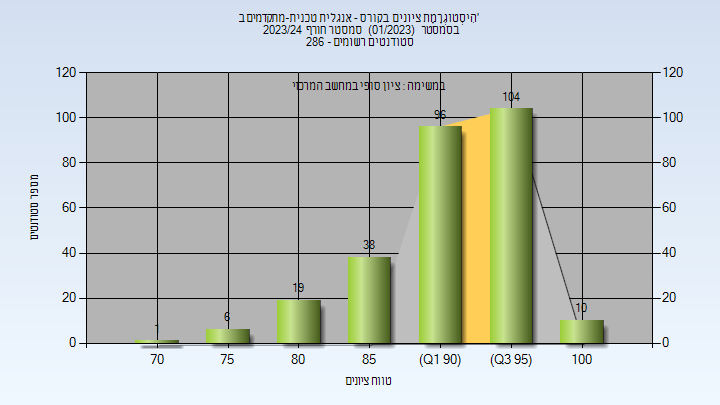 היסטוגרמת ציונים בקורס - אנגלית טכנית-מתקדמים ב'
בסמסטר (01/2023) סמסטר חורף 2023/24
סטודנטים רשומים - 286
במשימה : ציון סופי במחשב המרכזי
120 120
100 100
80 80
60 60
40 40
20 20
0 0
1 6 19 38 96 104 10
מספר סטודנטים
70 75 80 85 (Q1 90) (Q3 95) 100
טווח ציונים